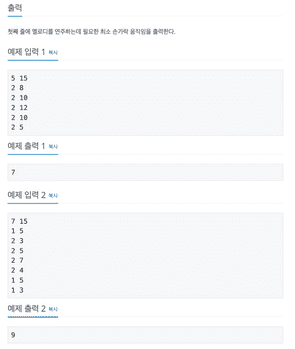 출력
첫째 줄에 멜로디를 연주하는데 필요한 최소 손가락 움직임을 출력한다.
예제 입력 1 복사
5 15
2 8
2 10
2 12
2 10
2 5
예제 출력 1 복사
7
예제 입력 2 복사
7 15
1 5
2 3
2 5
2 7
2 4
1 5
1 3
예제 출력 2 복사
9